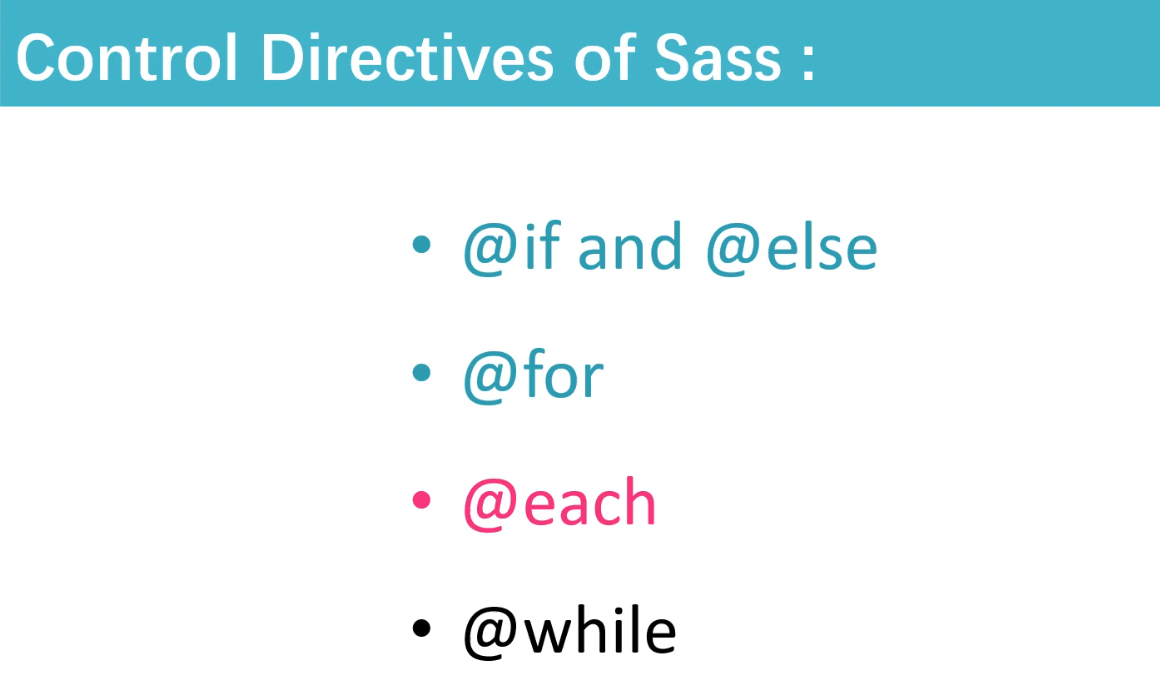 Control Directives of Sass :
• @if and @else
• @for
• @each
• @while